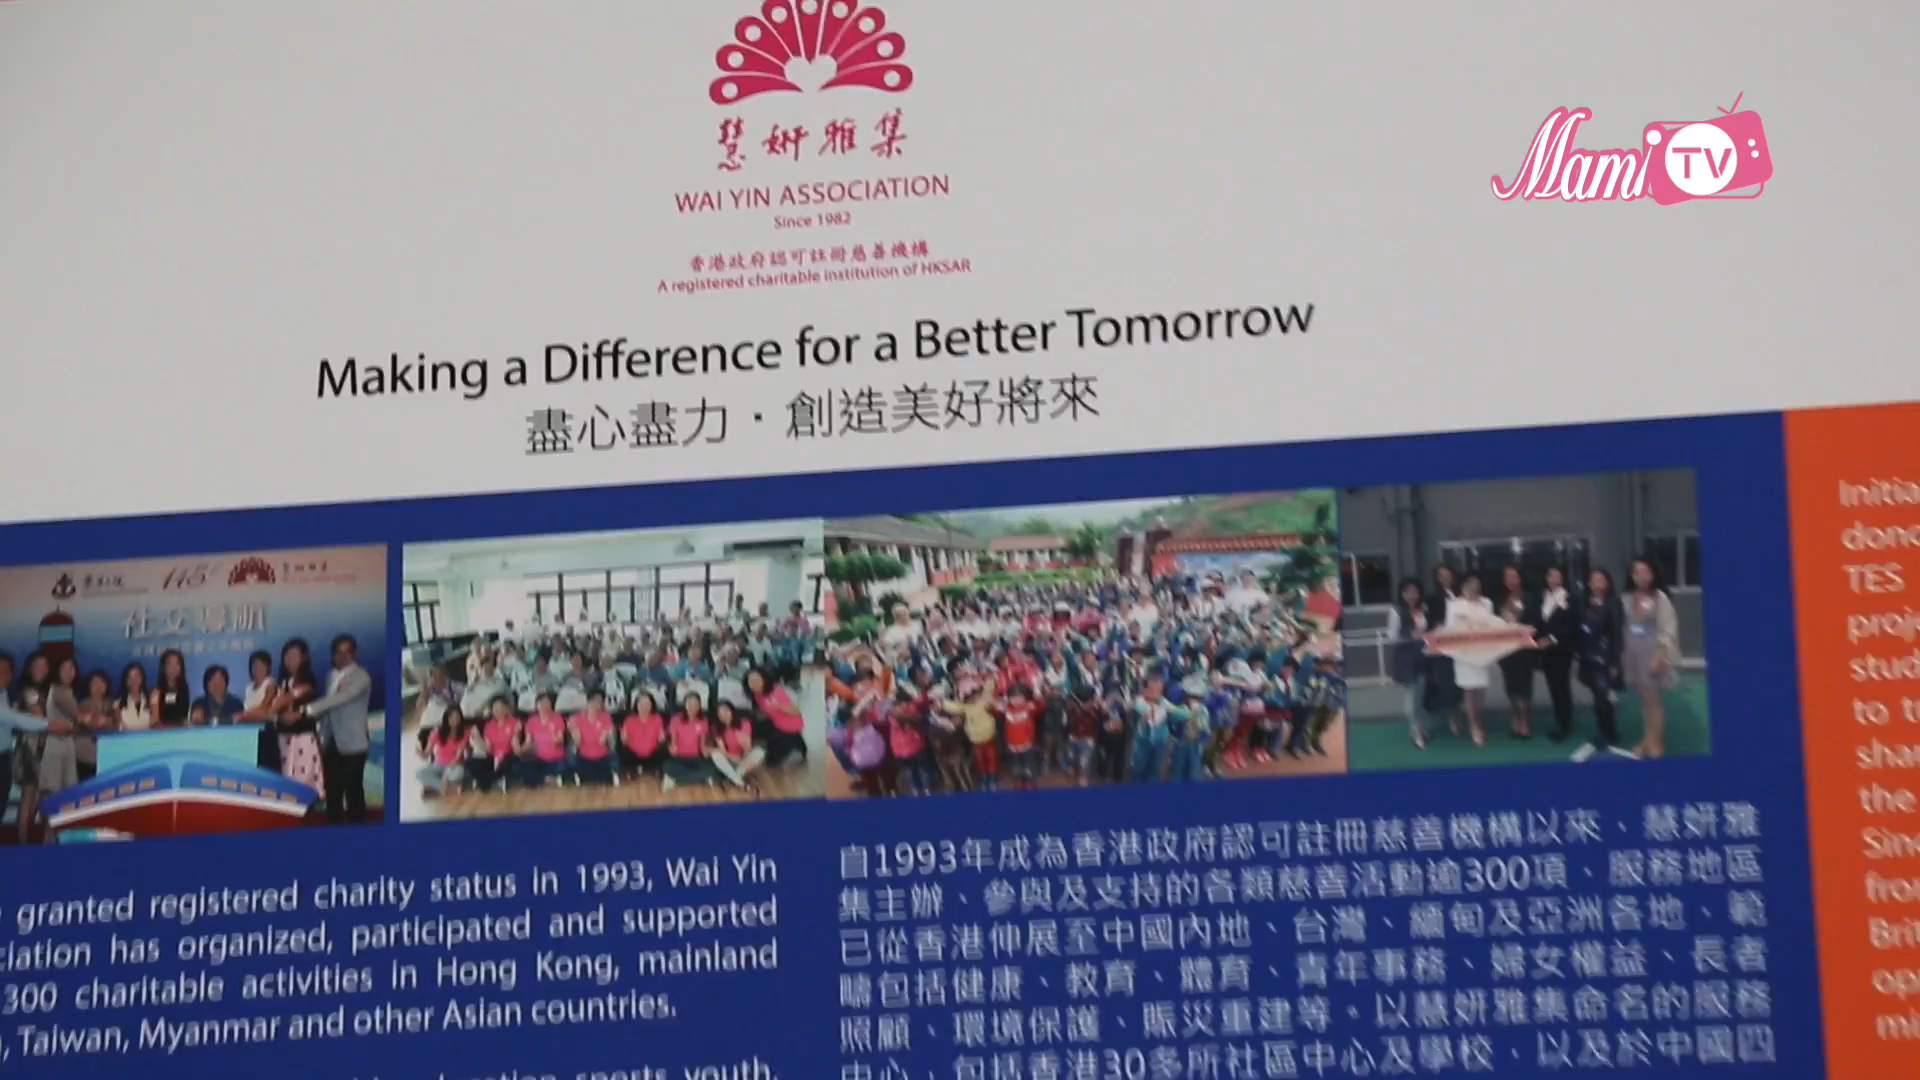 慧妍雅集
WAI YIN ASSOCIATION
Since 1982
香港政府認可註冊慈善機構
A registered charitable institution of HKSAR
Mami TV
Making a Difference for a Better Tomorrow
盡心盡力·創造美好將來
145
granted registered charity status in 1993, Wai Yin
has organized, participated and supported
300 charitable activities in Hong Kong, mainland
, Taiwan, Myanmar and other Asian countries.
sports youth,
自1993年成為香港政府認可註冊慈善機構以來、慧妍雅
集主辦、參與及支持的各類慈善活動逾300項、服務地區
已從香港伸展至中國內地、台灣、緬甸及亞洲各地、範
疇包括健康、教育、體育、青年事務、婦女權益、長者
照顧、環境保護、賑災重建等、以慧妍雅集命名的服務
中心、包括香港30多所社區中心及學校、以及於中國四
TES
to
the